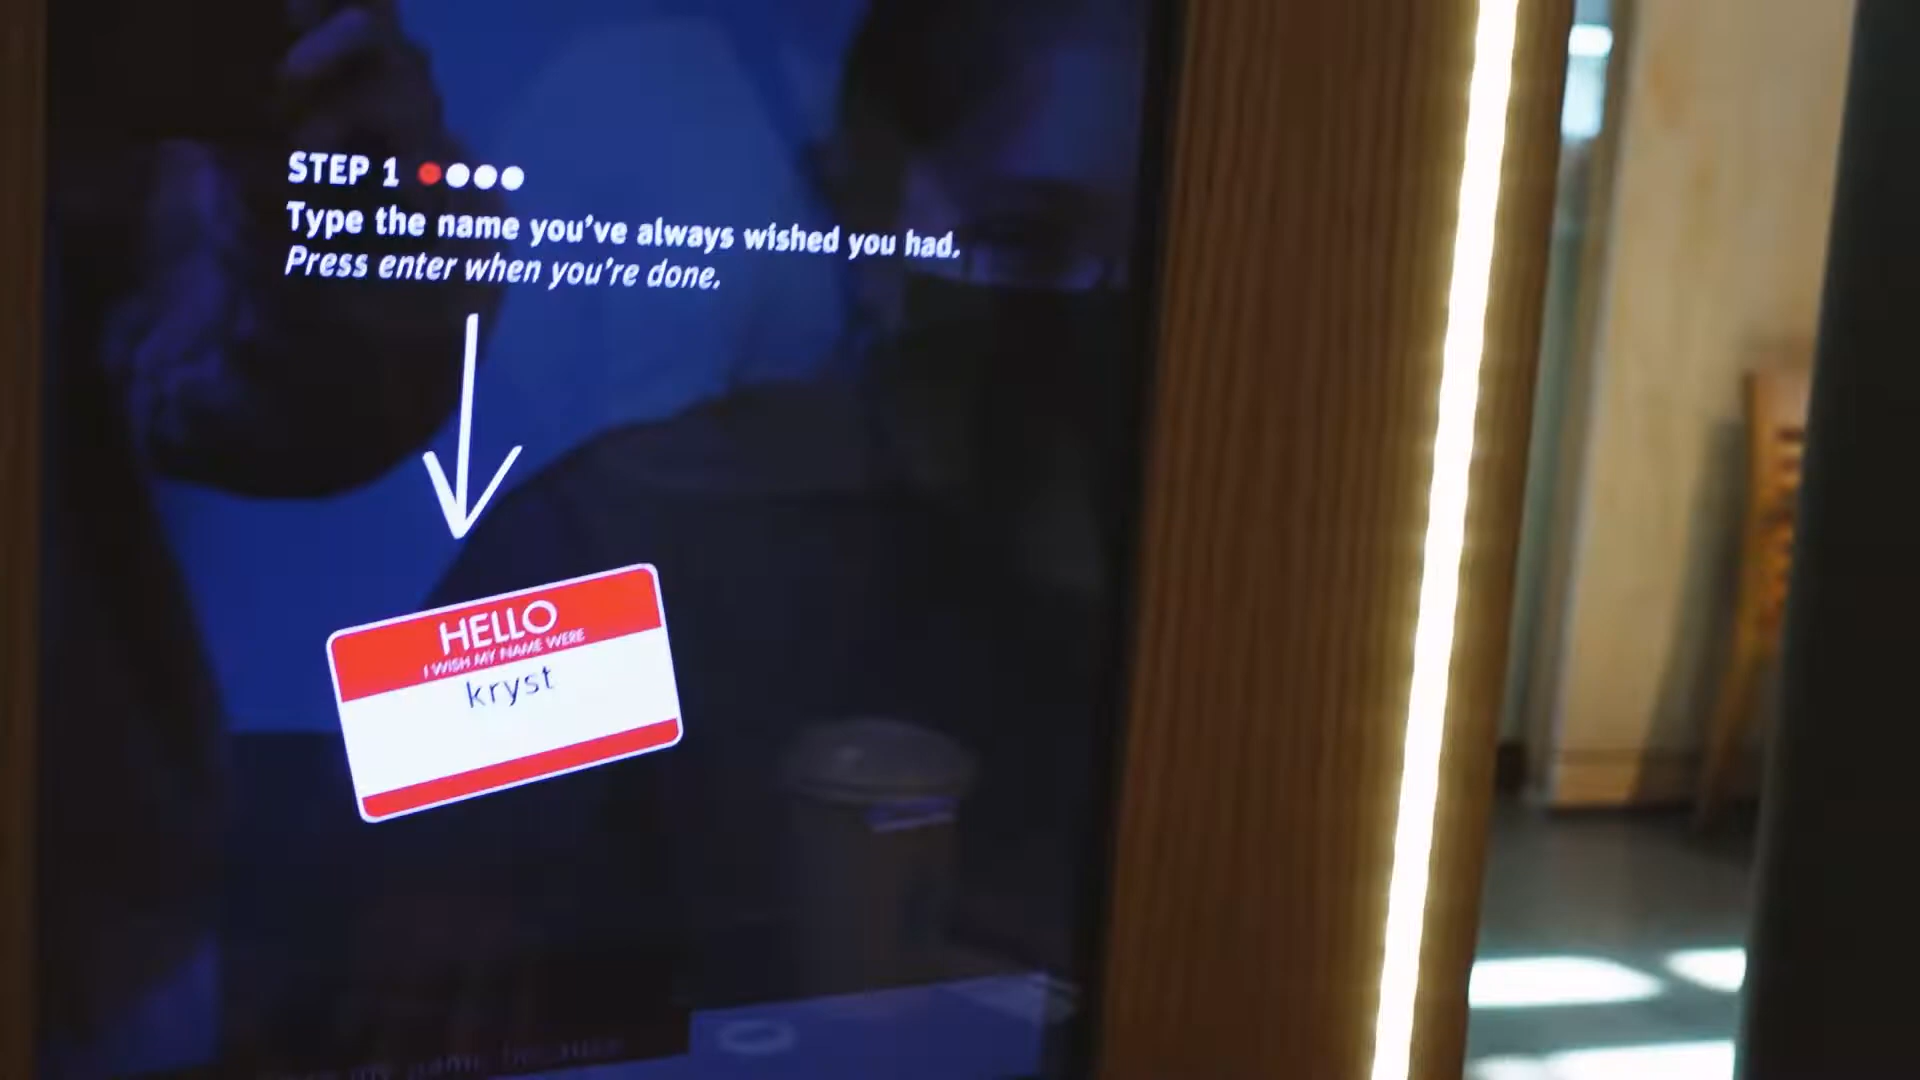 STEP 1
Type the name you've always wished you had.
Press enter when you're done.
HELLO
I WISH MY NAME WERE
kryst